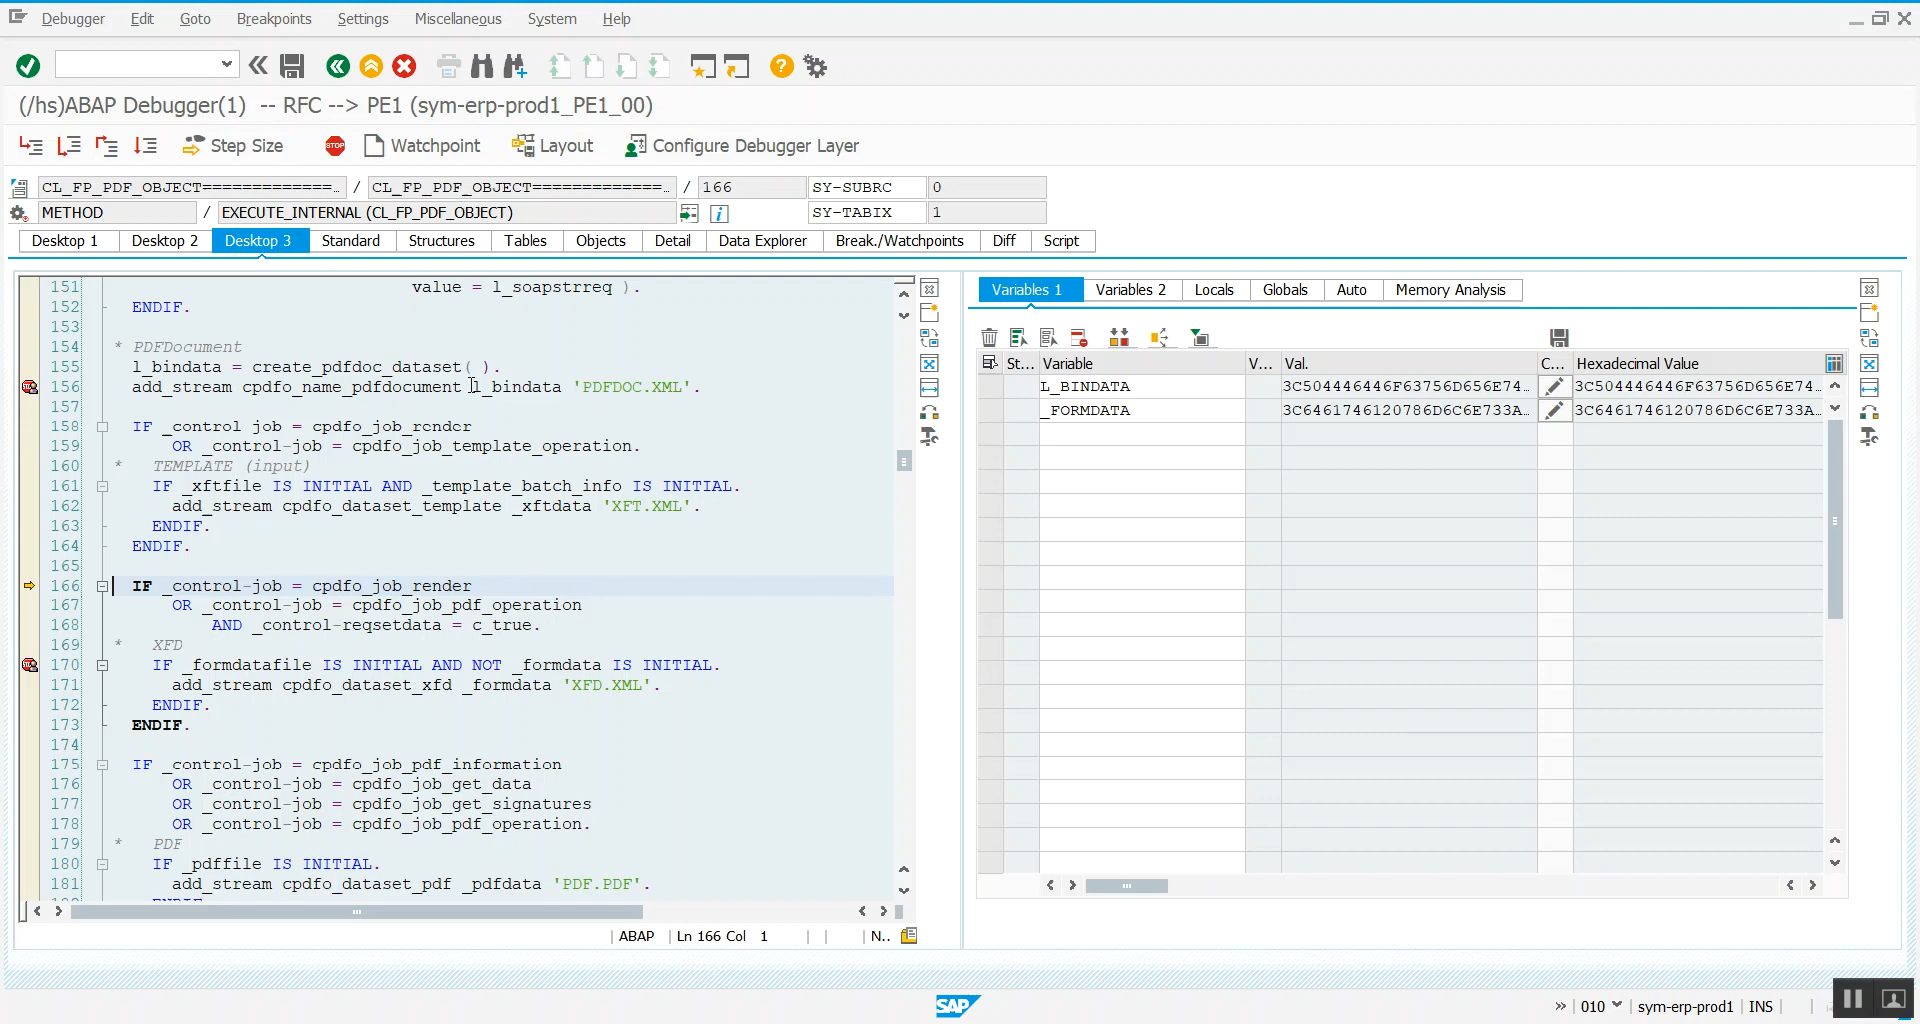 Debugger Edit Goto Breakpoints Settings Miscellaneous System Help
(/hs)ABAP Debugger(1) -- RFC --> PE1 (sym-erp-prod1_PE1_00)
Step Size STOP Watchpoint Layout Configure Debugger Layer
CL_FP_PDF_OBJECT=============… / CL_FP_PDF_OBJECT=============… / 166 SY-SUBRC 0
METHOD / EXECUTE_INTERNAL (CL_FP_PDF_OBJECT) SY-TABIX 1
Desktop 1 Desktop 2 Desktop 3 Standard Structures Tables Objects Detail Data Explorer Break./Watchpoints Diff Script
151 value = l_soapstrreq ).
152 ENDIF.
153
154 * PDFDocument
155 l_bindata = create_pdfdoc_dataset( ).
156 add_stream cpdfo_name_pdfdocument l_bindata 'PDFDOC.XML'.
157
158 IF _control-job = cpdfo_job_render
159 OR _control-job = cpdfo_job_template_operation.
160 * TEMPLATE (input)
161 IF _xftfile IS INITIAL AND _template_batch_info IS INITIAL.
162 add_stream cpdfo_dataset_template _xftdata 'XFT.XML'.
163 ENDIF.
164 ENDIF.
165
166 IF _control-job = cpdfo_job_render
167 OR _control-job = cpdfo_job_pdf_operation
168 AND _control-reqsetdata = c_true.
169 * XFD
170 IF _formdatafile IS INITIAL AND NOT _formdata IS INITIAL.
171 add_stream cpdfo_dataset_xfd _formdata 'XFD.XML'.
172 ENDIF.
173 ENDIF.
174
175 IF _control-job = cpdfo_job_pdf_information
176 OR _control-job = cpdfo_job_get_data
177 OR _control-job = cpdfo_job_get_signatures
178 OR _control-job = cpdfo_job_pdf_operation.
179 * PDF
180 IF _pdffile IS INITIAL.
181 add_stream cpdfo_dataset_pdf _pdfdata 'PDF.PDF'.
ABAP Ln 166 Col 1 N..
Variables 1 Variables 2 Locals Globals Auto Memory Analysis
St... Variable V... Val. C... Hexadecimal Value
L_BINDATA 3C504446446F63756D656E74… 3C504446446F63756D656E74…
_FORMDATA 3C6461746120786D6C6E733A… 3C6461746120786D6C6E733A…
SAP
» 010 sym-erp-prod1 INS